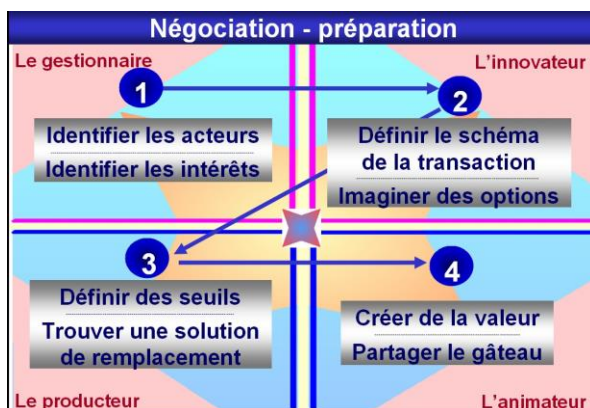 Négociation - préparation
Le gestionnaire
L'innovateur
1
2
Identifier les acteurs
Identifier les intérêts
Définir le schéma
de la transaction
Imaginer des options
3
4
Définir des seuils
Trouver une solution
de remplacement
Créer de la valeur
Partager le gâteau
Le producteur
L'animateur